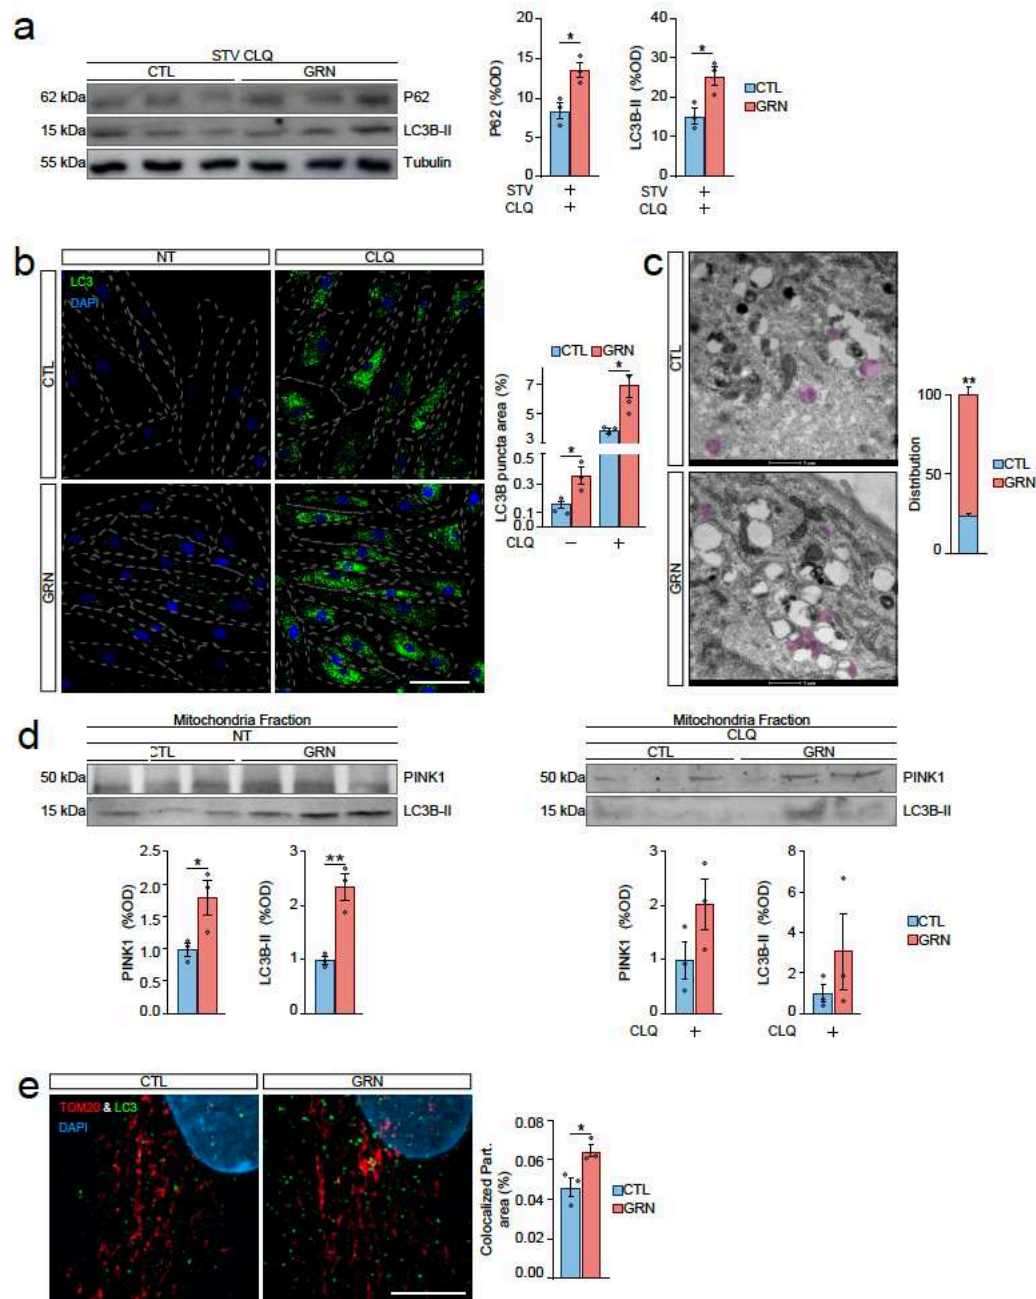 a
STV CLQ
CTL GRN
62 kDa P62
15 kDa LC3B-II
55 kDa Tubulin
P62 (%OD)
20
15
10
5
0
STV +
CLQ +
LC3B-II (%OD)
40
30
20
10
0
CTL
GRN
STV +
CLQ +
*
*
b
NT CLQ
CTL
GRN
LC3
DAPI
CTL GRN
LC3B puncta area (%)
7
5
3
0.5
0.3
0.1
0.0
*
*
CLQ − +
c
CTL
GRN
Distribution
100
50
0
**
CTL
GRN
d
Mitochondria Fraction
NT
CTL GRN
50 kDa PINK1
15 kDa LC3B-II
PINK1 (%OD)
2.5
2.0
1.5
1.0
0.5
0.0
*
LC3B-II (%OD)
3
2
1
0
**
Mitochondria Fraction
CLQ
CTL GRN
50 kDa PINK1
15 kDa LC3B-II
PINK1 (%OD)
3
2
1
0
CLQ +
LC3B-II (%OD)
8
6
4
2
0
CLQ +
CTL
GRN
e
CTL GRN
TOM20 & LC3
DAPI
Colocalized Part.
area (%)
0.08
0.06
0.04
0.02
0.00
*
CTL
GRN